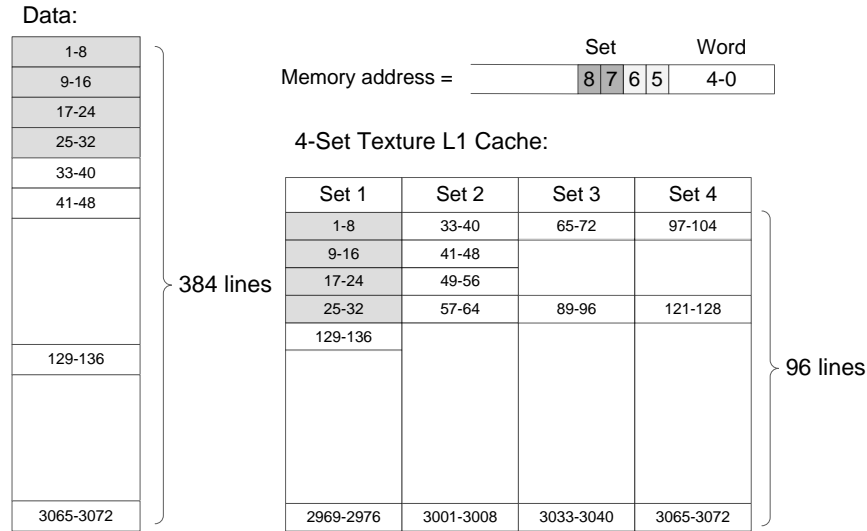 Data:
1-8
9-16
17-24
25-32
33-40
41-48
129-136
3065-3072
384 lines
Set Word
Memory address = 8 7 6 5 4-0
4-Set Texture L1 Cache:
Set 1 Set 2 Set 3 Set 4
1-8 33-40 65-72 97-104
9-16 41-48
17-24 49-56
25-32 57-64 89-96 121-128
129-136
2969-2976 3001-3008 3033-3040 3065-3072
96 lines